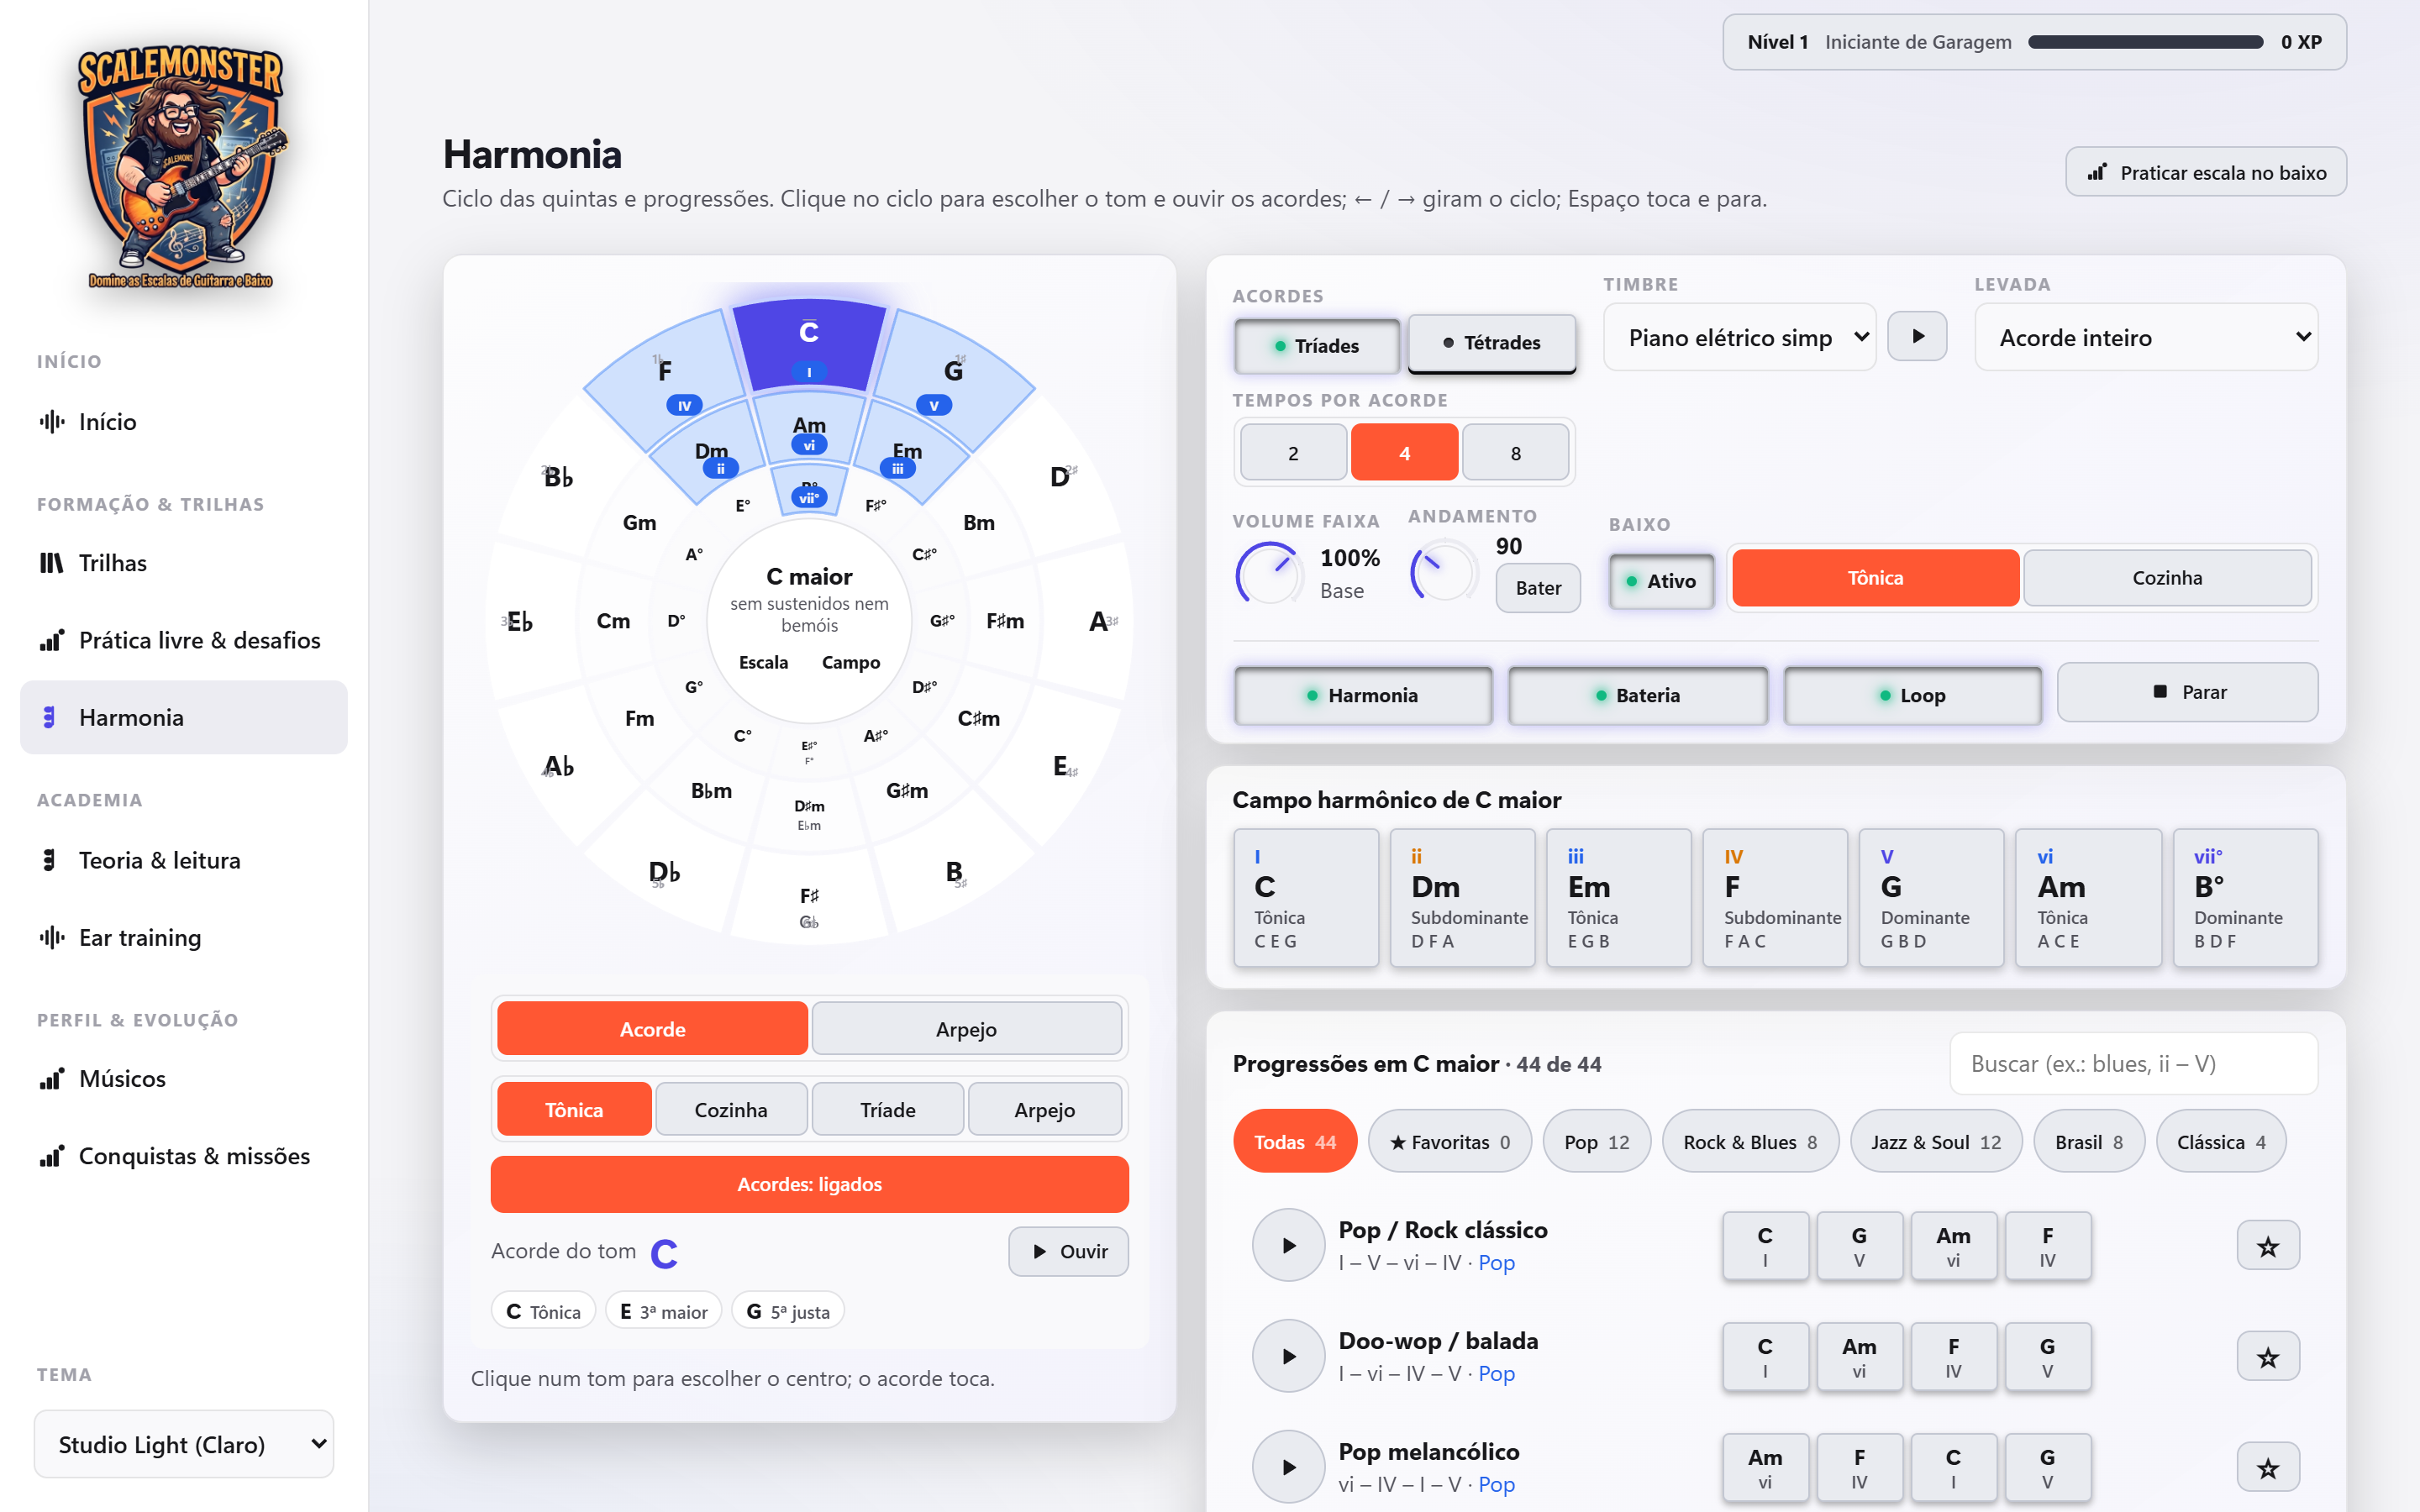 SCALEMONSTER
SCALEMONS
Domine as Escalas de Guitarra e Baixo
INÍCIO
Início
FORMAÇÃO & TRILHAS
Trilhas
Prática livre & desafios
Harmonia
ACADEMIA
Teoria & leitura
Ear training
PERFIL & EVOLUÇÃO
Músicos
Conquistas & missões
TEMA
Studio Light (Claro)
Nível 1 Iniciante de Garagem 0 XP
Harmonia
Ciclo das quintas e progressões. Clique no ciclo para escolher o tom e ouvir os acordes; ← / → giram o ciclo; Espaço toca e para.
Praticar escala no baixo
C
I
1♭
F
IV
1♯
G
V
Am
vi
Dm
ii
Em
iii
vii°
B♭
2♯
D
Gm
E°
F♯°
Bm
A°
C♯°
E♭
Cm
D°
G♯°
F♯m
A
3♯
C maior
sem sustenidos nem
bemóis
Escala Campo
G°
D♯°
Fm
C♯m
C°
A♯°
E♯°
F°
A♭
E
4♯
B♭m
G♯m
D♯m
E♭m
D♭
5♭
B
5♯
F♯
G♭
Acorde Arpejo
Tônica Cozinha Tríade Arpejo
Acordes: ligados
Acorde do tom C
Ouvir
C Tônica E 3ª maior G 5ª justa
Clique num tom para escolher o centro; o acorde toca.
ACORDES
Tríades Tétrades
TIMBRE
Piano elétrico simp
LEVADA
Acorde inteiro
TEMPOS POR ACORDE
2 4 8
VOLUME FAIXA
100%
Base
ANDAMENTO
90
Bater
BAIXO
Ativo Tônica Cozinha
Harmonia Bateria Loop Parar
Campo harmônico de C maior
I
C
Tônica
C E G
ii
Dm
Subdominante
D F A
iii
Em
Tônica
E G B
IV
F
Subdominante
F A C
V
G
Dominante
G B D
vi
Am
Tônica
A C E
vii°
B°
Dominante
B D F
Progressões em C maior · 44 de 44
Buscar (ex.: blues, ii – V)
Todas 44 ★ Favoritas 0 Pop 12 Rock & Blues 8 Jazz & Soul 12 Brasil 8 Clássica 4
Pop / Rock clássico
I – V – vi – IV · Pop
C G Am F
I V vi IV
Doo-wop / balada
I – vi – IV – V · Pop
C Am F G
I vi IV V
Pop melancólico
vi – IV – I – V · Pop
Am F C G
vi IV I V